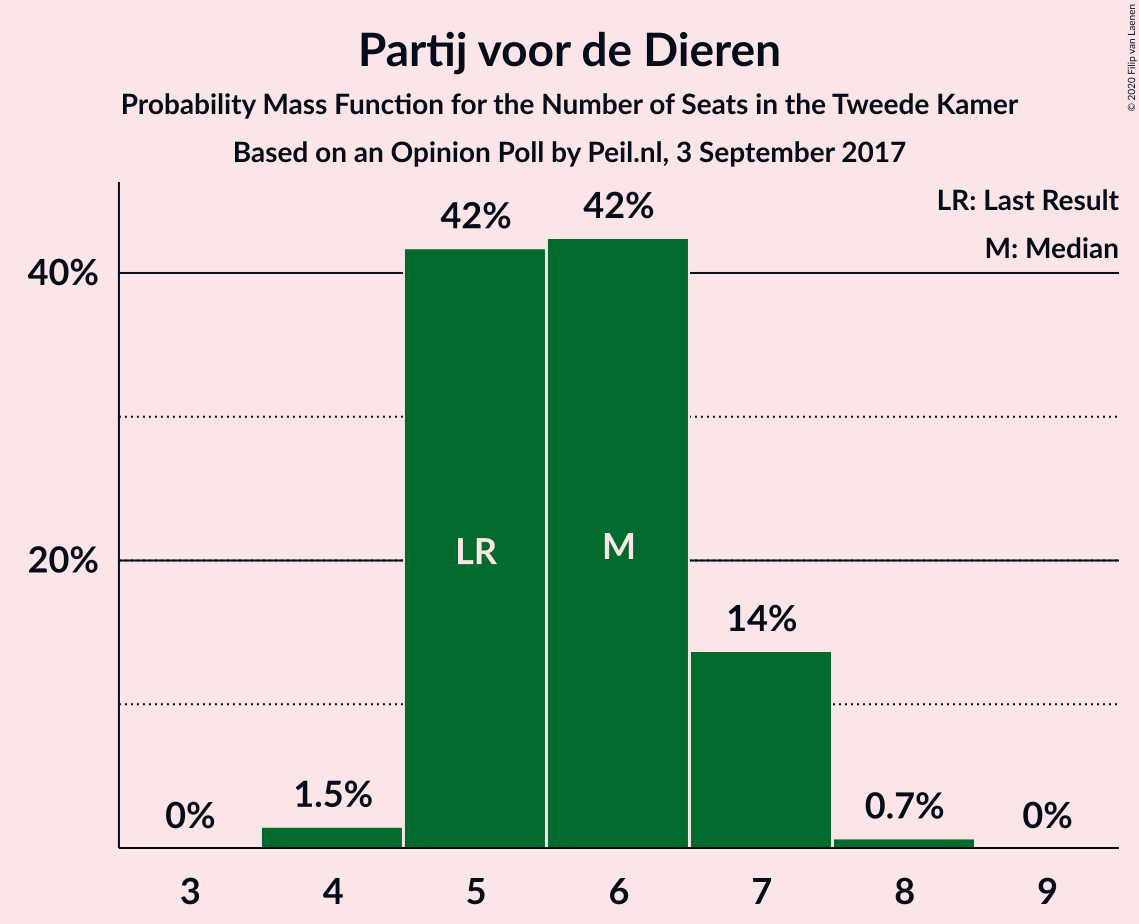 Partij voor de Dieren
Probability Mass Function for the Number of Seats in the Tweede Kamer
Based on an Opinion Poll by Peil.nl, 3 September 2017
© 2020 Filip van Laenen
LR: Last Result
M: Median
40%
20%
0%
1.5%
42%
42%
14%
0.7%
0%
LR
M
3
4
5
6
7
8
9